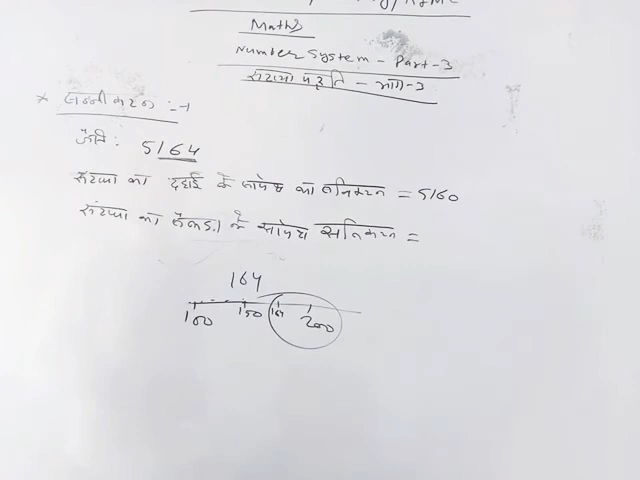 Maths
Number System - Part-3
संख्या पद्धति - भाग-3
* सन्नीकटन :-
जैसे: 5164
संख्या का दहाई के सापेक्ष का सन्निकटन = 5160
संख्या का सैकड़ा के सापेक्ष सन्निकटन =
164
100 150 164 200